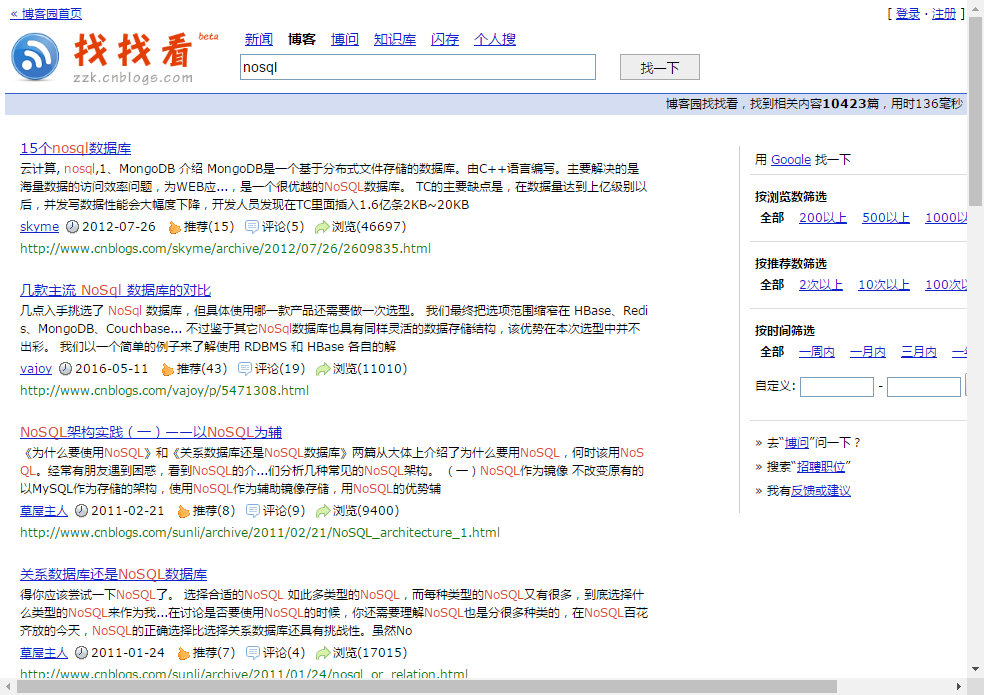 « 博客园首页
[ 登录 · 注册 ]
找找看 beta
zzk.cnblogs.com
新闻 博客 博问 知识库 闪存 个人搜
nosql
找一下
博客园找找看，找到相关内容10423篇，用时136毫秒
15个nosql数据库
云计算, nosql,1、MongoDB 介绍 MongoDB是一个基于分布式文件存储的数据库。由C++语言编写。主要解决的是
海量数据的访问效率问题，为WEB应...，是一个很优越的NoSQL数据库。 TC的主要缺点是，在数据量达到上亿级别以
后，并发写数据性能会大幅度下降，开发人员发现在TC里面插入1.6亿条2KB~20KB
skyme 2012-07-26 推荐(15) 评论(5) 浏览(46697)
http://www.cnblogs.com/skyme/archive/2012/07/26/2609835.html
几款主流 NoSql 数据库的对比
几点入手挑选了 NoSql 数据库，但具体使用哪一款产品还需要做一次选型。 我们最终把选项范围缩窄在 HBase、Redi
s、MongoDB、Couchbase... 不过鉴于其它NoSql数据库也具有同样灵活的数据存储结构，该优势在本次选型中并不
出彩。 我们以一个简单的例子来了解使用 RDBMS 和 HBase 各自的解
vajoy 2016-05-11 推荐(43) 评论(19) 浏览(11010)
http://www.cnblogs.com/vajoy/p/5471308.html
NoSQL架构实践（一）——以NoSQL为辅
《为什么要使用NoSQL》和《关系数据库还是NoSQL数据库》两篇从大体上介绍了为什么要用NoSQL，何时该用NoS
QL。经常有朋友遇到困惑，看到NoSQL的介...们分析几种常见的NoSQL架构。 （一）NoSQL作为镜像 不改变原有的
以MySQL作为存储的架构，使用NoSQL作为辅助镜像存储，用NoSQL的优势辅
草屋主人 2011-02-21 推荐(8) 评论(9) 浏览(9400)
http://www.cnblogs.com/sunli/archive/2011/02/21/NoSQL_architecture_1.html
关系数据库还是NoSQL数据库
得你应该尝试一下NoSQL了。 选择合适的NoSQL 如此多类型的NoSQL，而每种类型的NoSQL又有很多，到底选择什
么类型的NoSQL来作为我...在讨论是否要使用NoSQL的时候，你还需要理解NoSQL也是分很多种类的，在NoSQL百花
齐放的今天，NoSQL的正确选择比选择关系数据库还具有挑战性。虽然No
草屋主人 2011-01-24 推荐(7) 评论(4) 浏览(17015)
http://www.cnblogs.com/sunli/archive/2011/01/24/nosql_or_relation.html
用 Google 找一下
按浏览数筛选
全部 200以上 500以上 1000以
按推荐数筛选
全部 2次以上 10次以上 100次以
按时间筛选
全部 一周内 一月内 三月内 一年
自定义: -
» 去“博问”问一下？
» 搜索“招聘职位”
» 我有反馈或建议